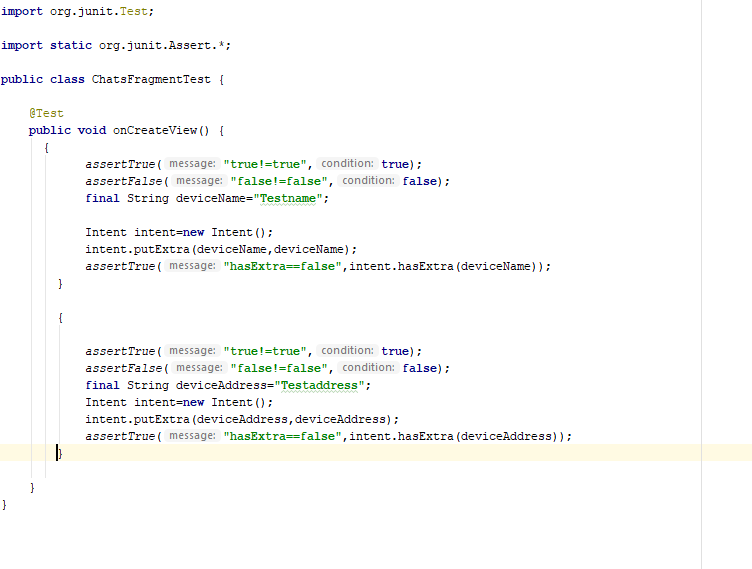 import org.junit.Test;
import static org.junit.Assert.*;
public class ChatsFragmentTest {
@Test
public void onCreateView() {
{
assertTrue( message: "true!=true", condition: true);
assertFalse( message: "false!=false", condition: false);
final String deviceName="Testname";
Intent intent=new Intent();
intent.putExtra(deviceName,deviceName);
assertTrue( message: "hasExtra==false",intent.hasExtra(deviceName));
}
{
assertTrue( message: "true!=true", condition: true);
assertFalse( message: "false!=false", condition: false);
final String deviceAddress="Testaddress";
Intent intent=new Intent();
intent.putExtra(deviceAddress,deviceAddress);
assertTrue( message: "hasExtra==false",intent.hasExtra(deviceAddress));
}
}
}